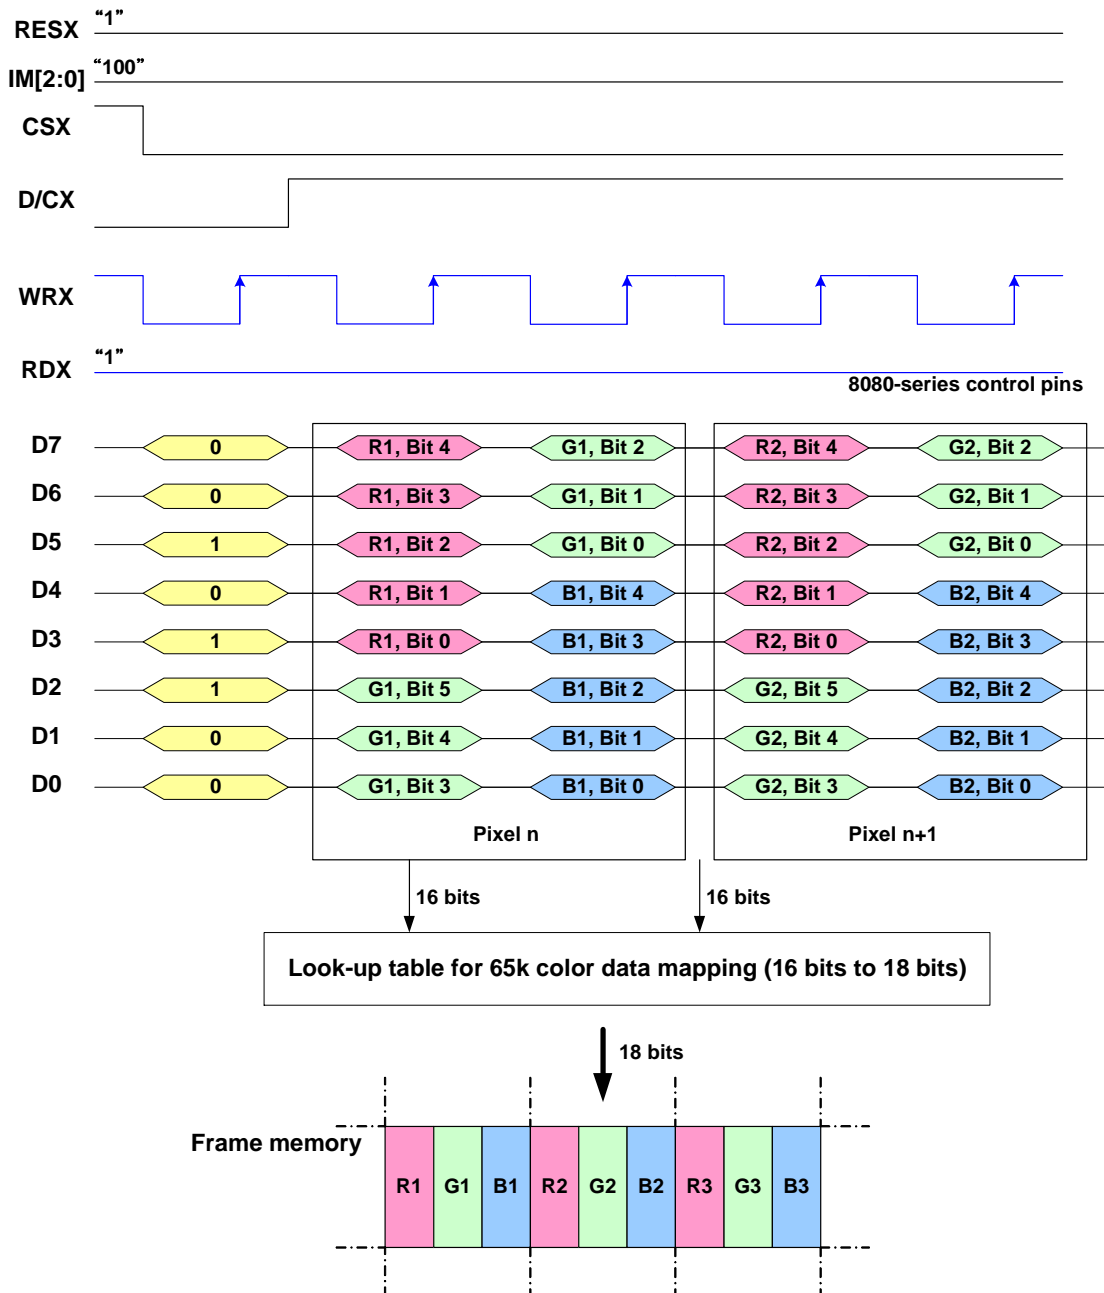 RESX “1”
IM[2:0] “100”
CSX
D/CX
WRX
RDX “1”
8080-series control pins
D7 0 R1, Bit 4 G1, Bit 2 R2, Bit 4 G2, Bit 2
D6 0 R1, Bit 3 G1, Bit 1 R2, Bit 3 G2, Bit 1
D5 1 R1, Bit 2 G1, Bit 0 R2, Bit 2 G2, Bit 0
D4 0 R1, Bit 1 B1, Bit 4 R2, Bit 1 B2, Bit 4
D3 1 R1, Bit 0 B1, Bit 3 R2, Bit 0 B2, Bit 3
D2 1 G1, Bit 5 B1, Bit 2 G2, Bit 5 B2, Bit 2
D1 0 G1, Bit 4 B1, Bit 1 G2, Bit 4 B2, Bit 1
D0 0 G1, Bit 3 B1, Bit 0 G2, Bit 3 B2, Bit 0
Pixel n Pixel n+1
16 bits 16 bits
Look-up table for 65k color data mapping (16 bits to 18 bits)
18 bits
Frame memory
R1 G1 B1 R2 G2 B2 R3 G3 B3